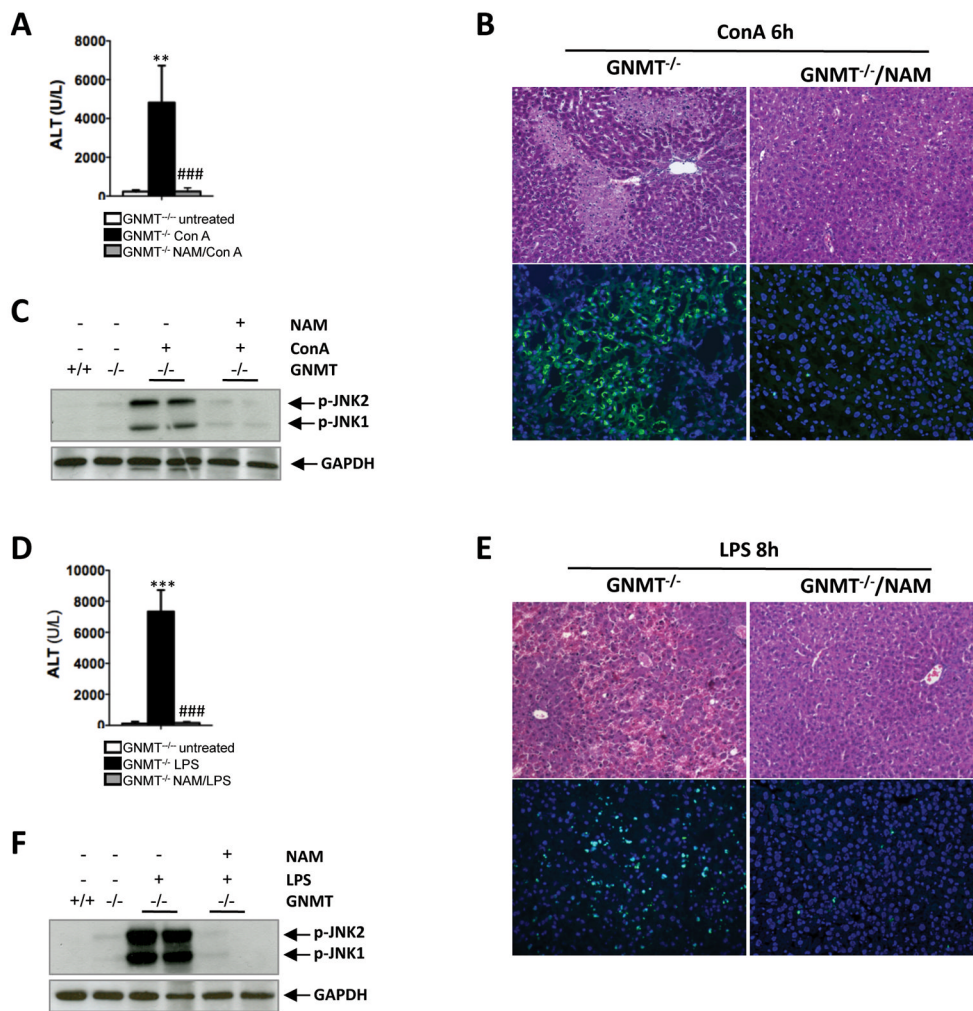 A
8000
6000
4000
2000
0
ALT (U/L)
**
###
GNMT-/-- untreated
GNMT-/- Con A
GNMT-/- NAM/Con A
B
ConA 6h
GNMT-/-
GNMT-/-/NAM
C
- - - + NAM
- - + + ConA
+/+ -/- -/- -/- GNMT
p-JNK2
p-JNK1
GAPDH
D
10000
8000
6000
4000
2000
0
ALT (U/L)
***
###
GNMT-/-- untreated
GNMT-/- LPS
GNMT-/- NAM/LPS
E
LPS 8h
GNMT-/-
GNMT-/-/NAM
F
- - - + NAM
- - + + LPS
+/+ -/- -/- -/- GNMT
p-JNK2
p-JNK1
GAPDH